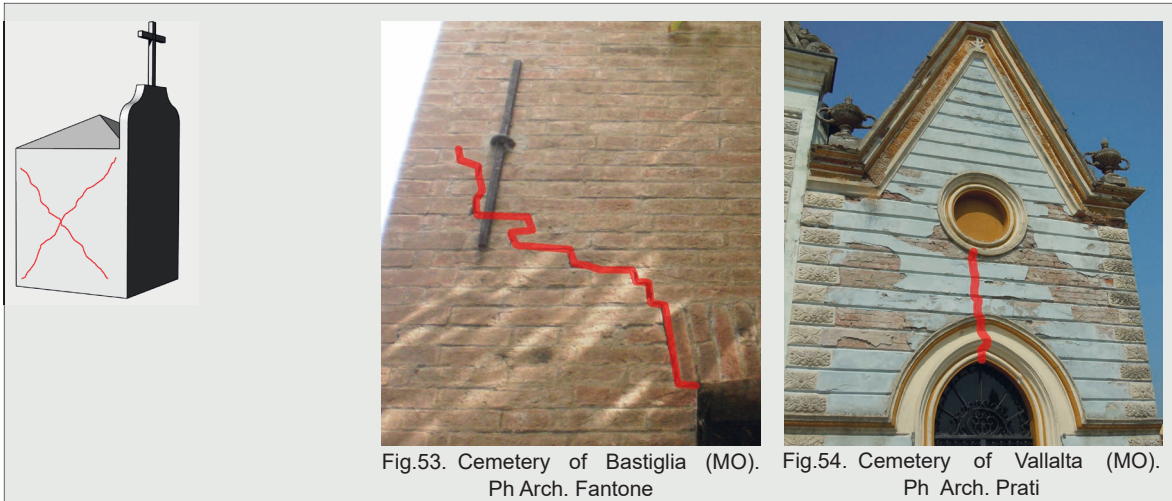 Fig.53. Cemetery of Bastiglia (MO).
Ph Arch. Fantone
Fig.54. Cemetery of Vallalta (MO).
Ph Arch. Prati